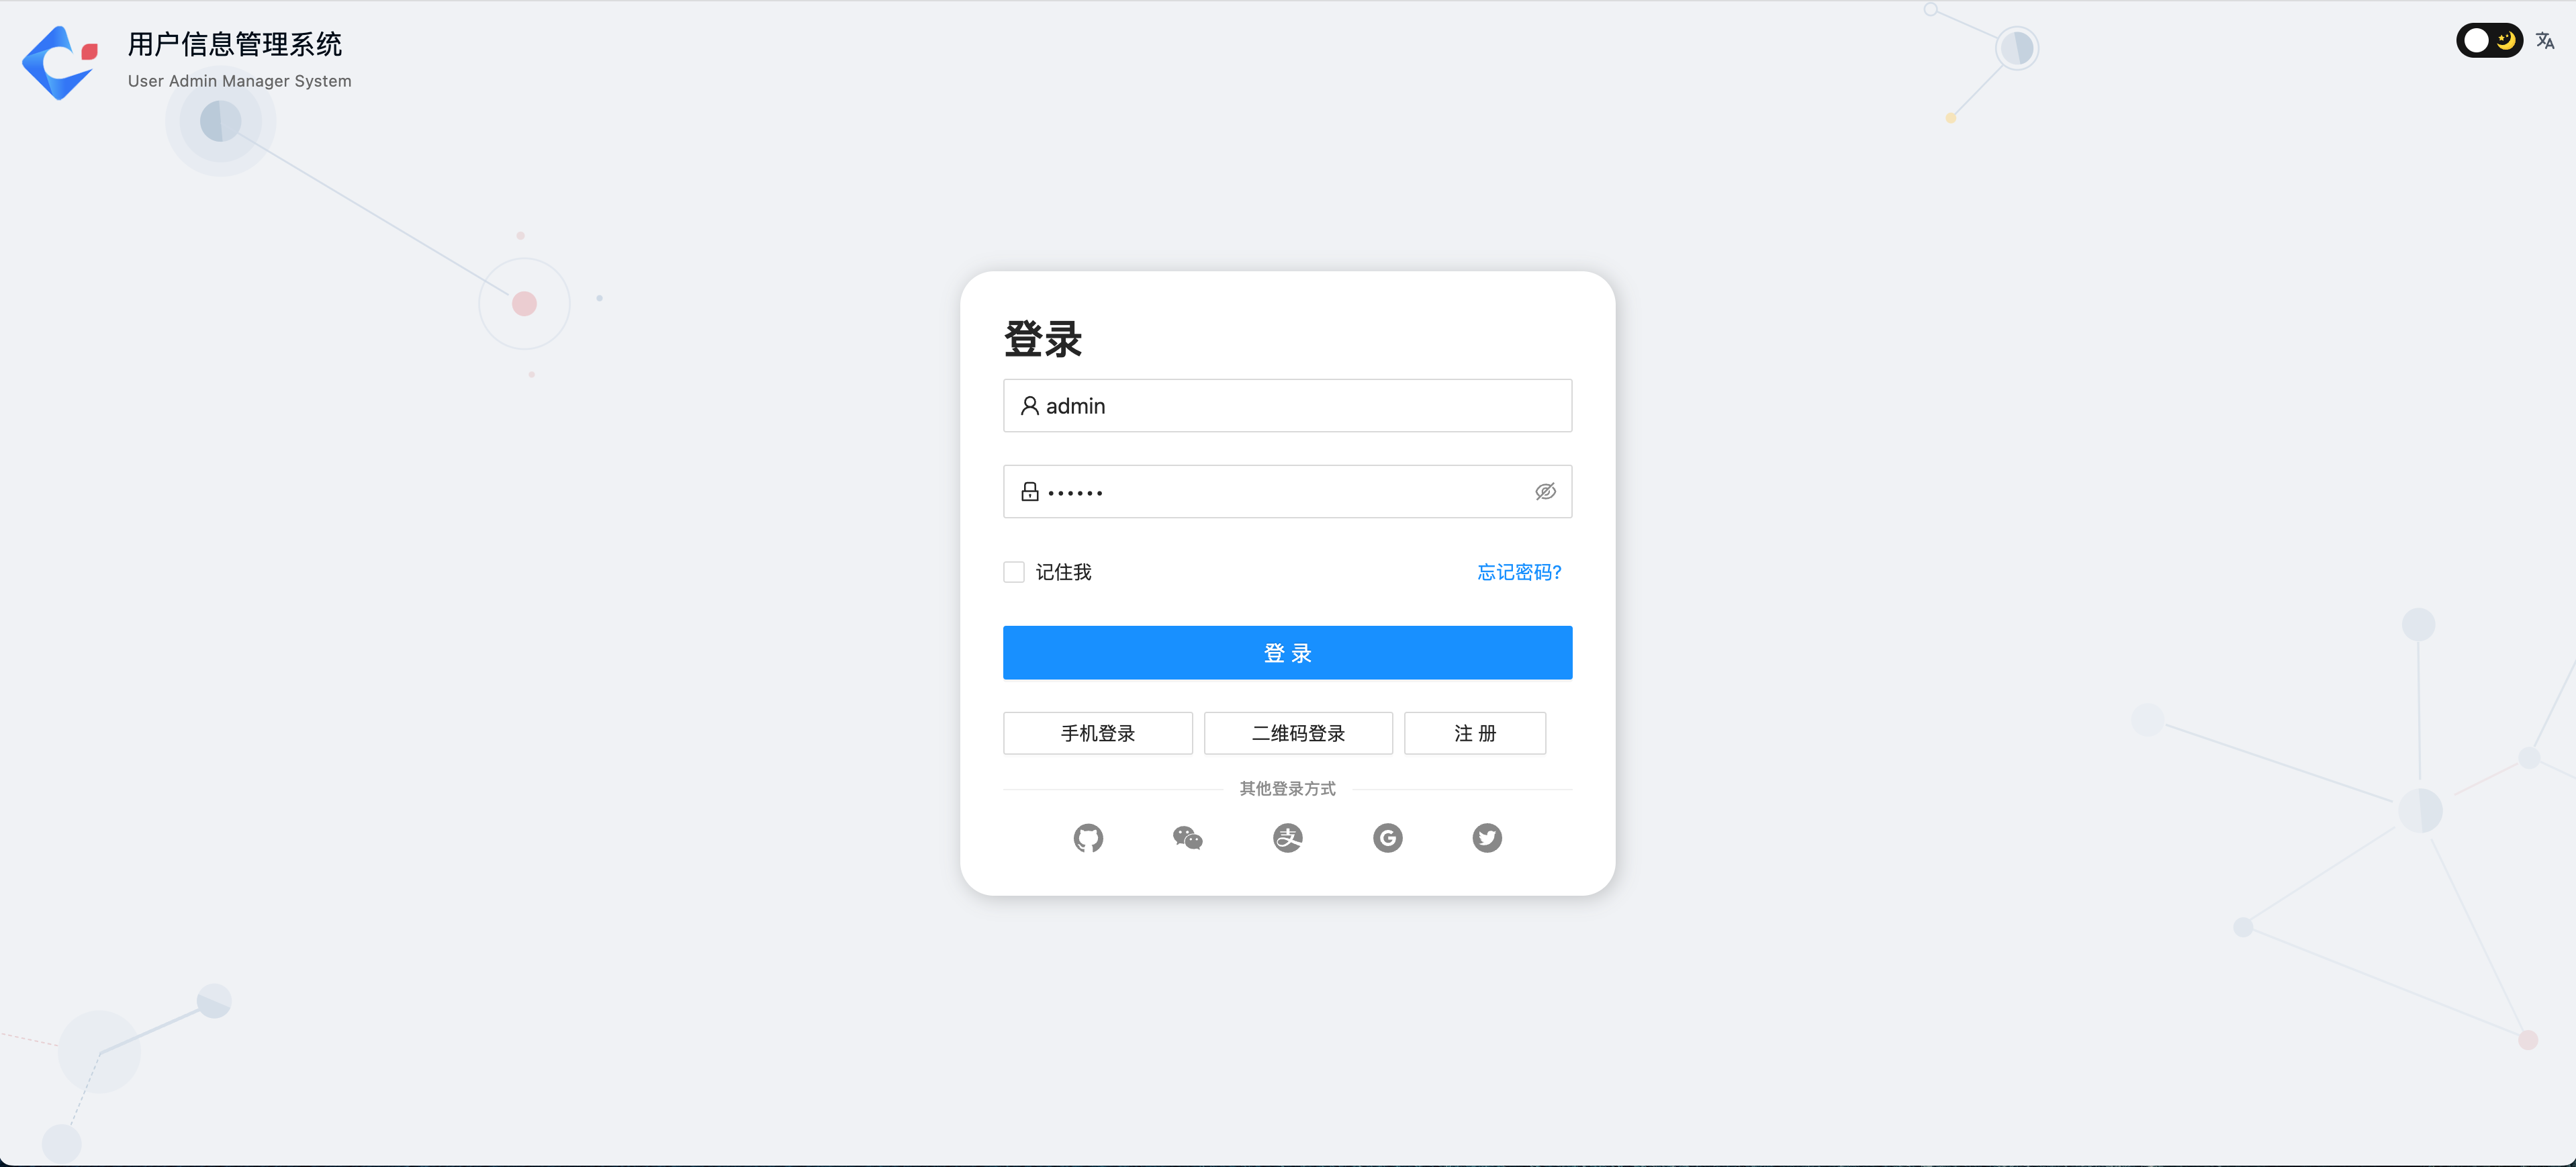 用户信息管理系统
User Admin Manager System
登录
admin
记住我 忘记密码?
登 录
手机登录 二维码登录 注 册
其他登录方式